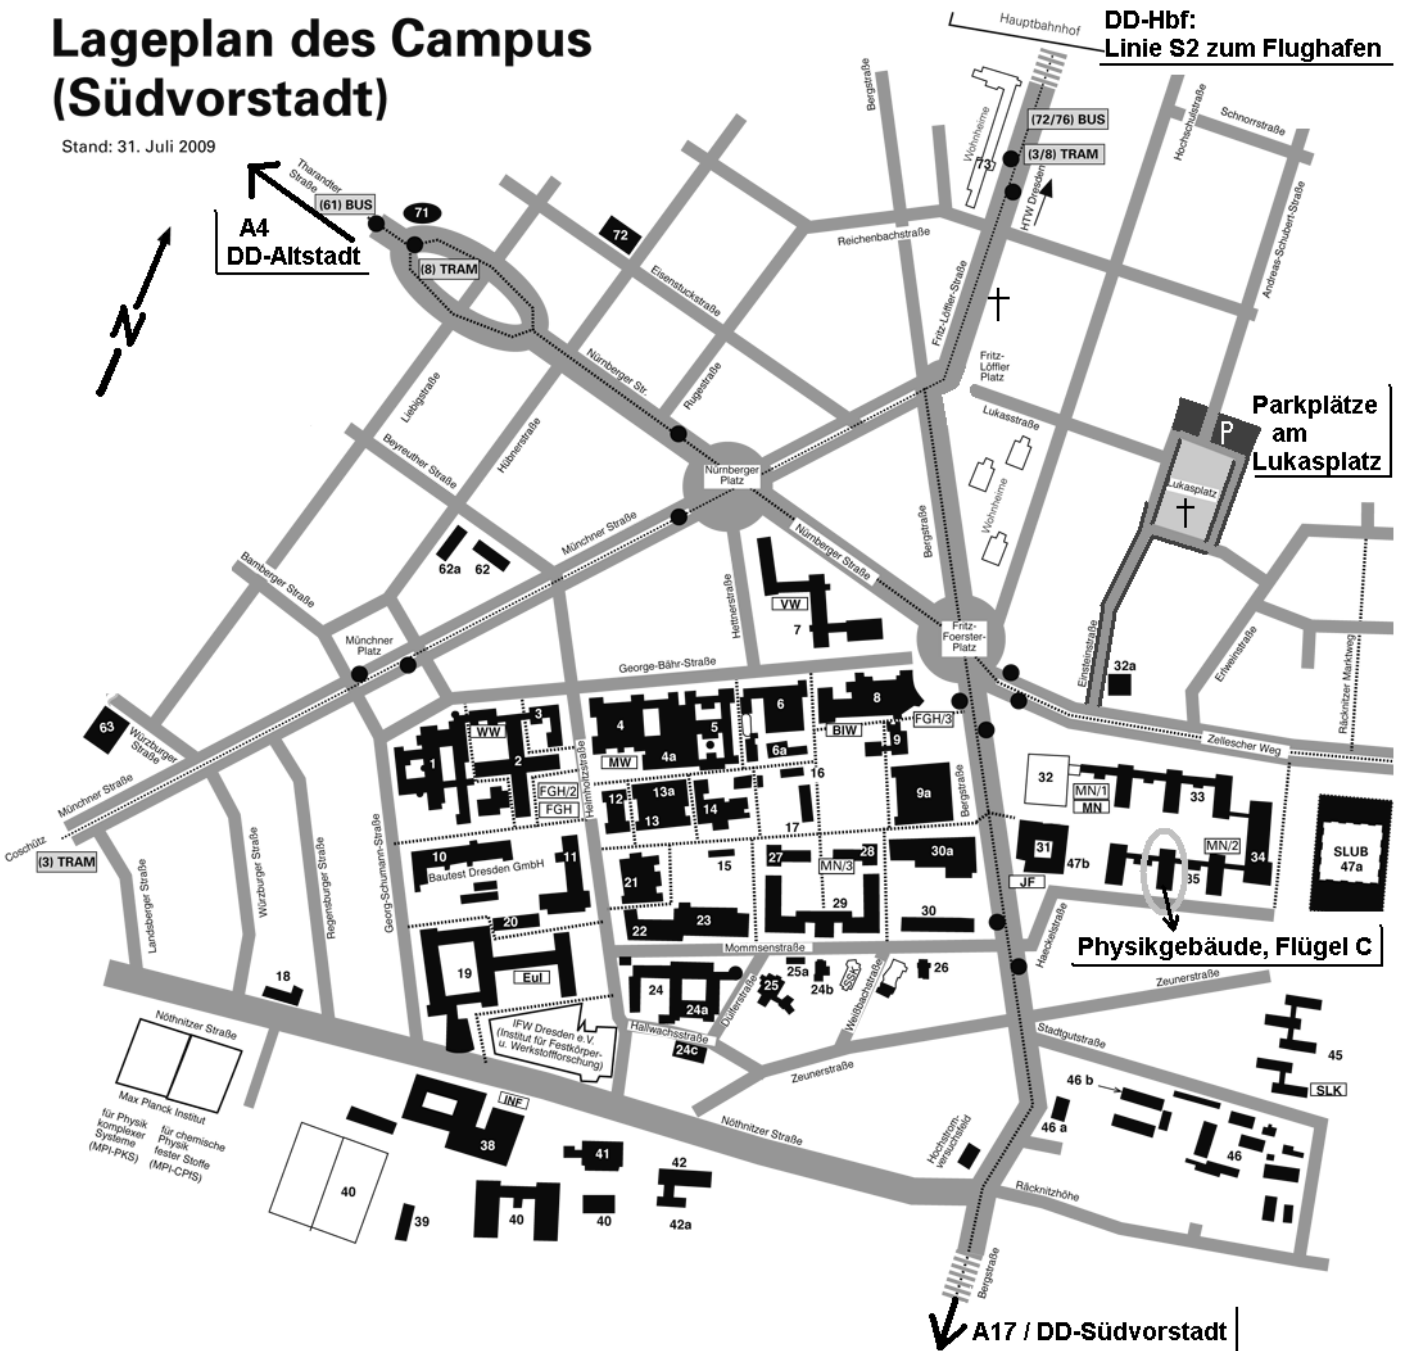 Lageplan des Campus
(Südvorstadt)
Stand: 31. Juli 2009
Hauptbahnhof
DD-Hbf:
Linie S2 zum Flughafen
Bergstraße
Wohnheime
73
(72/76) BUS
(3/8) TRAM
HTW Dresden
Hochschulstraße
Schnorrstraße
Andreas-Schubert-Straße
Tharandter
Straße
(61) BUS
71
A4
DD-Altstadt
(8) TRAM
72
Reichenbachstraße
Eisenstuckstraße
Fritz-Löffler-Straße
N
Fritz-
Löffler
Platz
Nürnberger Str.
Rugestraße
Liebigstraße
Hübnerstraße
Beyreuther Straße
Lukasstraße
P
Parkplätze
am
Lukasplatz
Lukasplatz
Nürnberger
Platz
Wohnheime
Münchner Straße
Nürnberger Straße
Bergstraße
62a
62
Bamberger Straße
Hettnerstraße
VW
7
Fritz-
Foerster-
Platz
Münchner
Platz
George-Bähr-Straße
Einsteinstraße
32a
Erlweinstraße
Räcknitzer Marktweg
63
Würzburger
Straße
WW
3
4
5
6
8
FGH/3
BIW
9
Zellescher Weg
1
2
MW
4a
6a
32
MN/1
MN
33
Münchner Straße
FGH/2
FGH
Helmholtzstraße
12
13a
13
14
16
17
9a
Bergstraße
Coschütz
(3) TRAM
Georg-Schumann-Straße
10
Bautest Dresden GmbH
11
21
15
27
28
MN/3
30a
31
47b
JF
MN/2
34
35
SLUB
47a
Landsberger Straße
Würzburger Straße
Regensburger Straße
20
22
23
29
30
Mommsenstraße
Haeckelstraße
Physikgebäude, Flügel C
18
19
EuI
24
24a
25
25a
24b
SSK
26
Dülferstraße
Weißbachstraße
Zeunerstraße
Nöthnitzer Straße
IFW Dresden e.V.
(Institut für Festkörper-
u. Werkstoffforschung)
Hallwachsstraße
24c
Zeunerstraße
Stadtgutstraße
45
SLK
Max Planck Institut
für Physik
komplexer
Systeme
(MPI-PKS)
für chemische
Physik
fester Stoffe
(MPI-CPfS)
INF
38
Nöthnitzer Straße
Hochstrom-
versuchsfeld
46 b
46 a
46
40
39
41
40
40
42
42a
Räcknitzhöhe
Bergstraße
A17 / DD-Südvorstadt